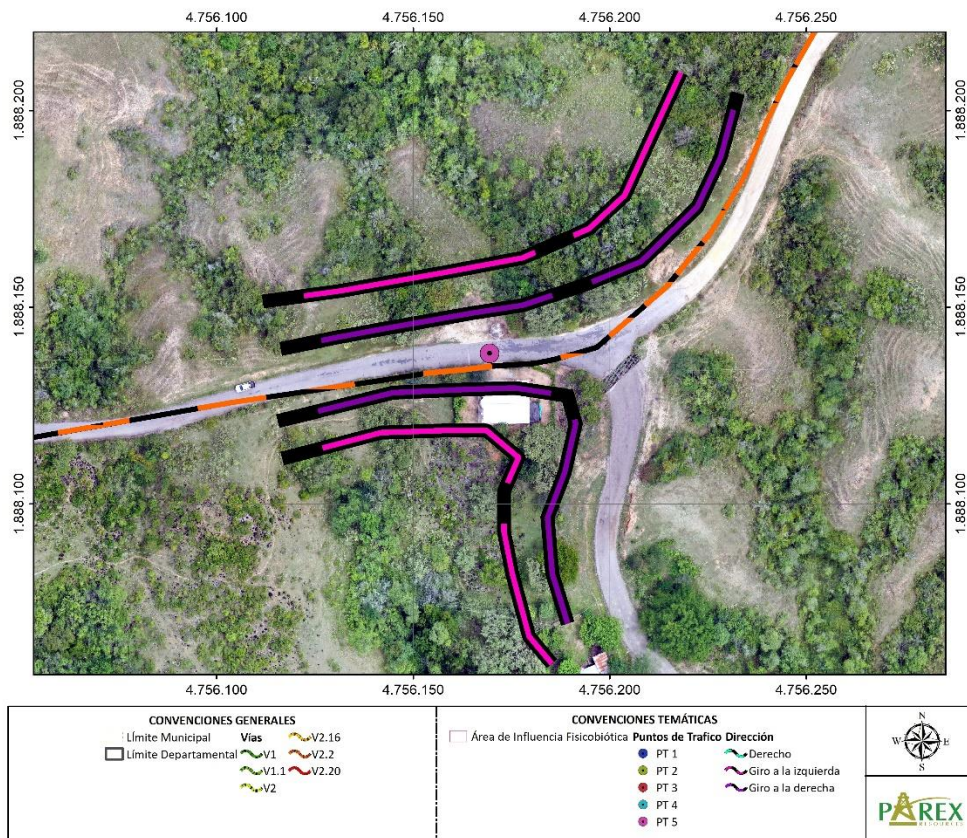 4.756.100 4.756.150 4.756.200 4.756.250
1.888.200 1.888.200
1.888.150 1.888.150
1.888.100 1.888.100
4.756.100 4.756.150 4.756.200 4.756.250
CONVENCIONES GENERALES
Límite Municipal
Límite Departamental
Vías
V1
V1.1
V2
V2.16
V2.2
V2.20
CONVENCIONES TEMÁTICAS
Área de Influencia Fisicobiótica
Puntos de Trafico
PT 1
PT 2
PT 3
PT 4
PT 5
Dirección
Derecho
Giro a la izquierda
Giro a la derecha
N
W E
S
PAREX
RESOURCES